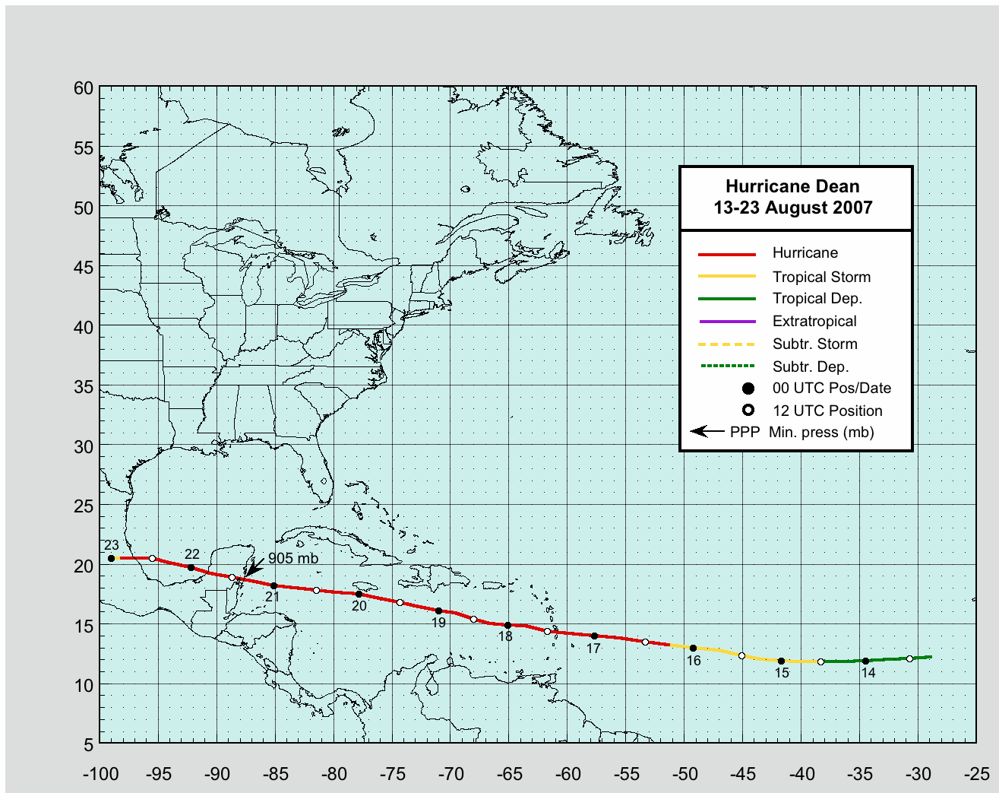 60
55
50
45
40
35
30
25
20
15
10
5
-100 -95 -90 -85 -80 -75 -70 -65 -60 -55 -50 -45 -40 -35 -30 -25
Hurricane Dean
13-23 August 2007
Hurricane
Tropical Storm
Tropical Dep.
Extratropical
Subtr. Storm
Subtr. Dep.
00 UTC Pos/Date
12 UTC Position
PPP Min. press (mb)
23
22
905 mb
21
20
19
18
17
16
15
14